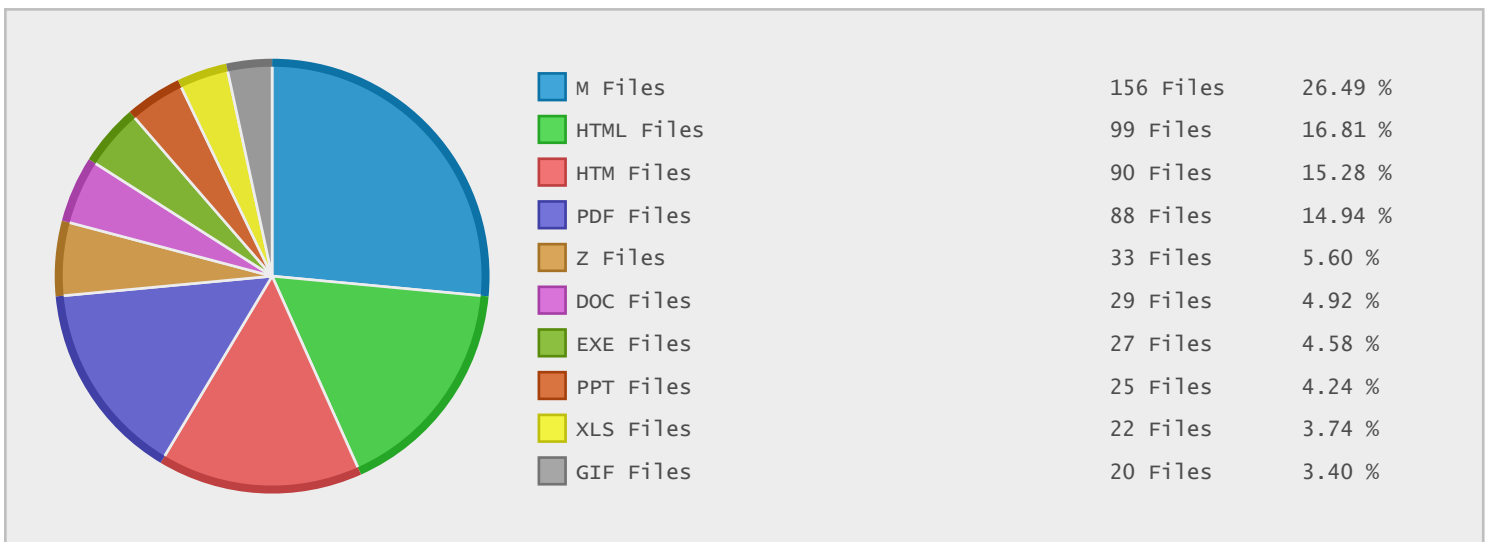 M Files 156 Files 26.49 %
HTML Files 99 Files 16.81 %
HTM Files 90 Files 15.28 %
PDF Files 88 Files 14.94 %
Z Files 33 Files 5.60 %
DOC Files 29 Files 4.92 %
EXE Files 27 Files 4.58 %
PPT Files 25 Files 4.24 %
XLS Files 22 Files 3.74 %
GIF Files 20 Files 3.40 %